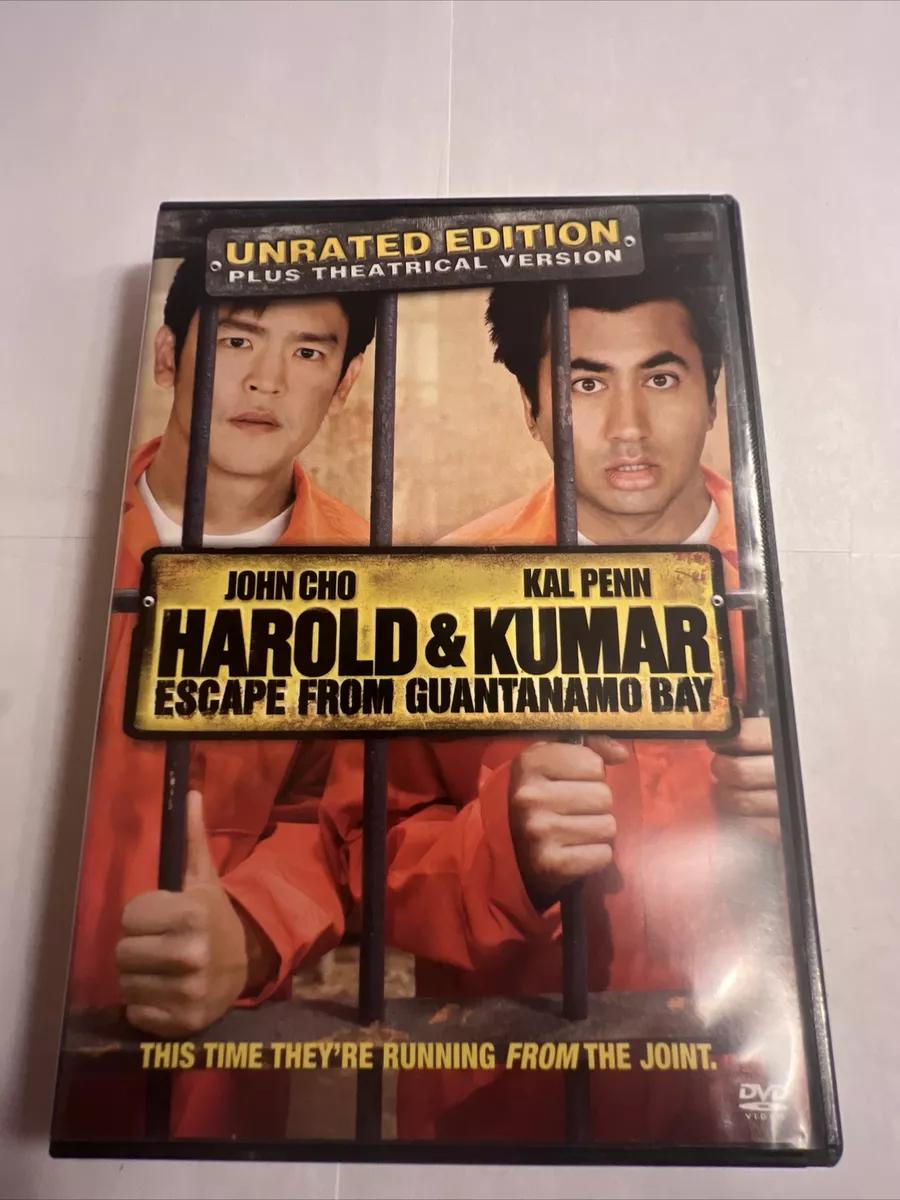 UNRATED EDITION
PLUS THEATRICAL VERSION
JOHN CHO KAL PENN
HAROLD & KUMAR
ESCAPE FROM GUANTANAMO BAY
THIS TIME THEY'RE RUNNING FROM THE JOINT.
DVD
VIDEO